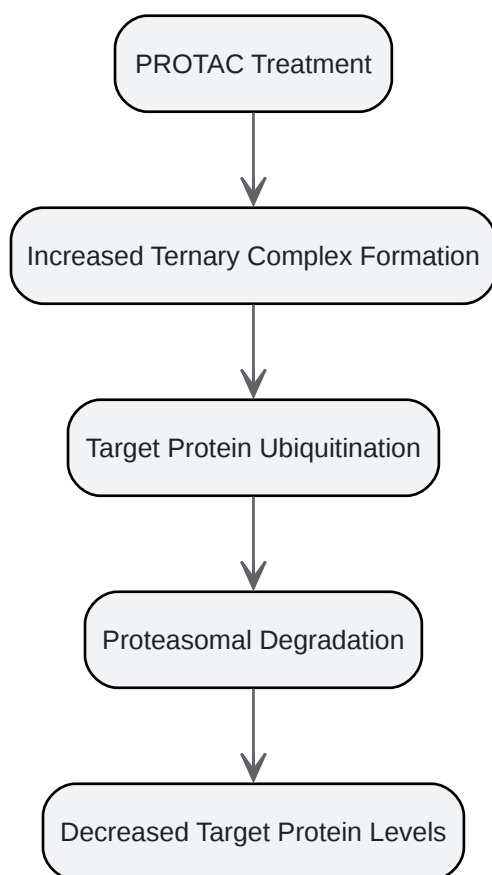 PROTAC Treatment
Increased Ternary Complex Formation
Target Protein Ubiquitination
Proteasomal Degradation
Decreased Target Protein Levels